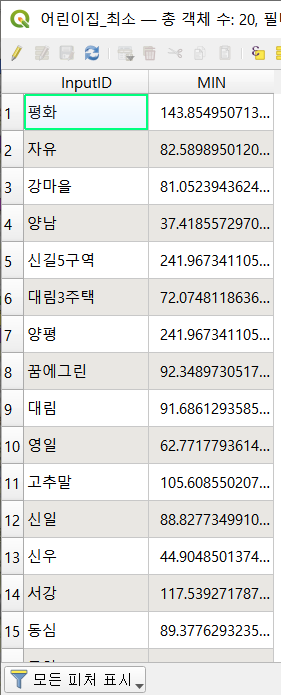 어린이집_최소 — 총 객체 수: 20, 필
InputID MIN
1 평화 143.854950713...
2 자유 82.5898950120...
3 강마을 81.0523943624...
4 양남 37.4185572970...
5 신길5구역 241.967341105...
6 대림3주택 72.0748118636...
7 양평 241.967341105...
8 꿈에그린 92.3489730517...
9 대림 91.6861293585...
10 영일 62.7717793614...
11 고추말 105.608550207...
12 신일 88.8277349910...
13 신우 44.9048501374...
14 서강 117.539271787...
15 동심 89.3776293235...
모든 피처 표시